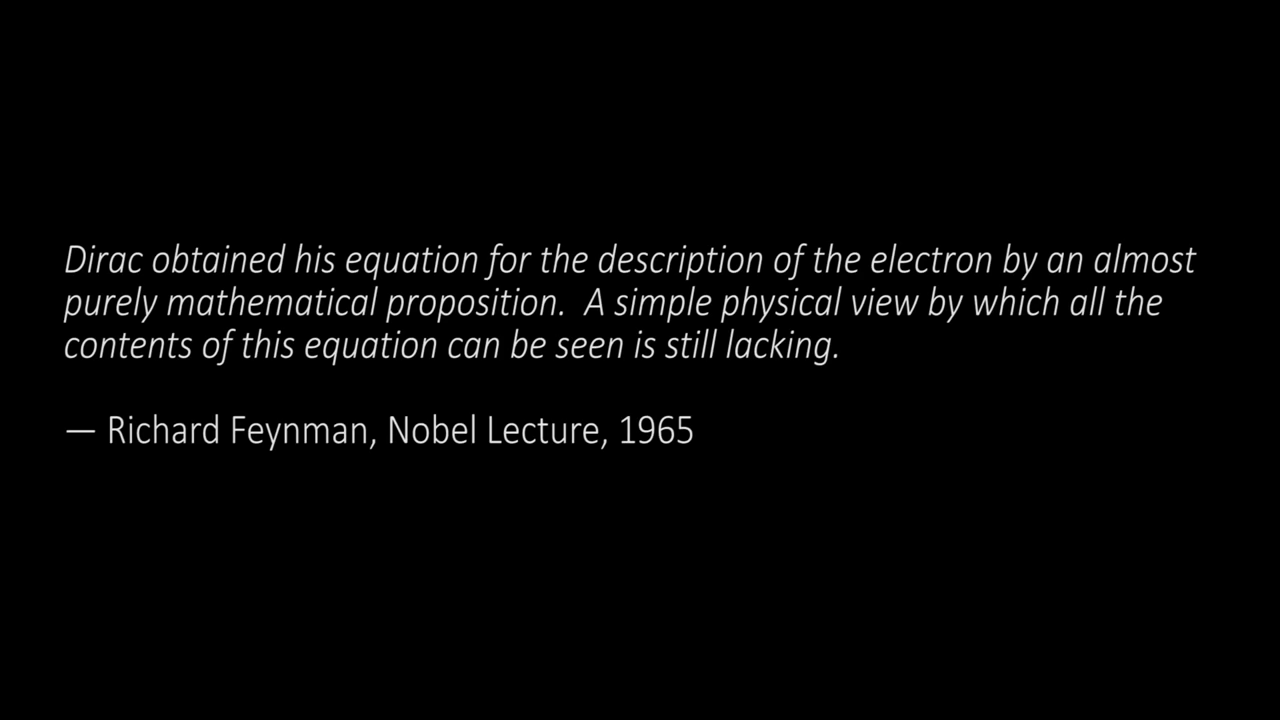 Dirac obtained his equation for the description of the electron by an almost
purely mathematical proposition.  A simple physical view by which all the
contents of this equation can be seen is still lacking.
— Richard Feynman, Nobel Lecture, 1965